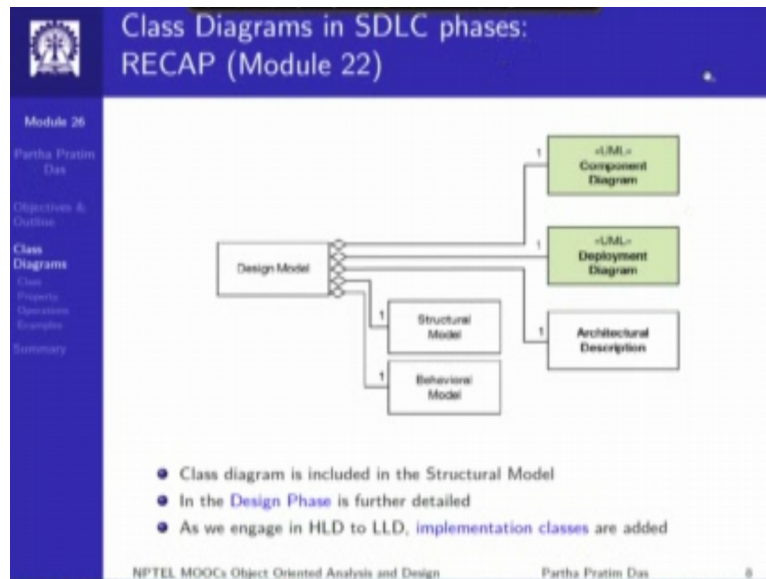 Class Diagrams in SDLC phases:
RECAP (Module 22)
Module 26
Partha Pratim
Das
Objectives &
Outline
Class
Diagrams
Class
Property
Operations
Examples
Summary
Design Model
1
«UML»
Component
Diagram
1
«UML»
Deployment
Diagram
1
Structural
Model
1
Architectural
Description
1
Behavioral
Model
Class diagram is included in the Structural Model
In the Design Phase is further detailed
As we engage in HLD to LLD, implementation classes are added
NPTEL MOOCs Object Oriented Analysis and Design
Partha Pratim Das
8